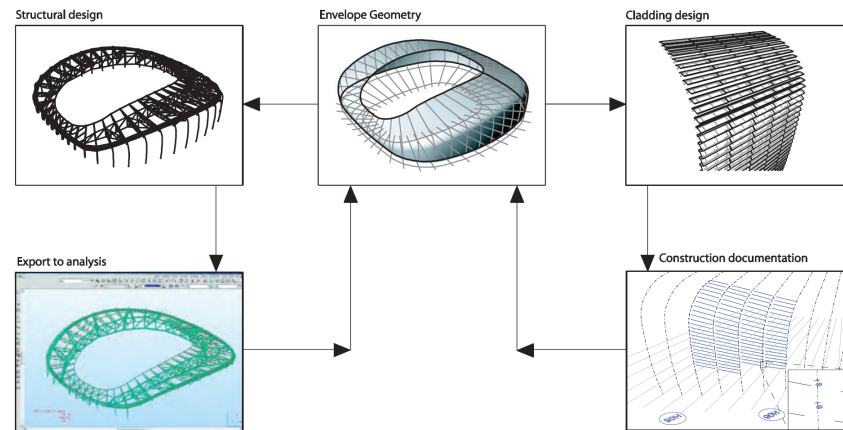 Structural design
Envelope Geometry
Cladding design
Export to analysis
Construction documentation